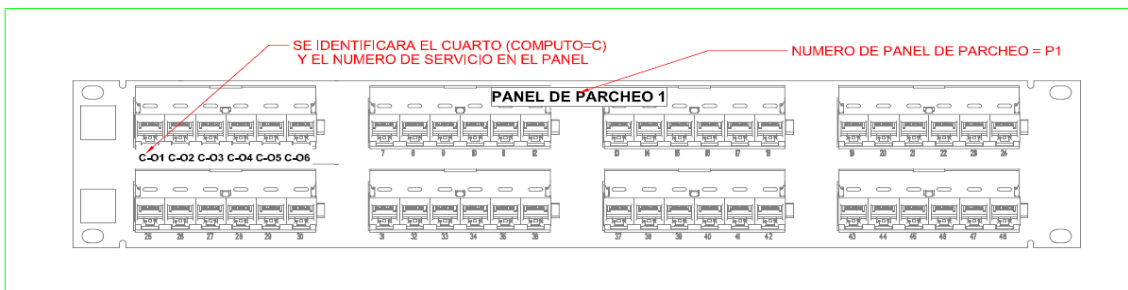 SE IDENTIFICARA EL CUARTO (COMPUTO=C)
Y EL NUMERO DE SERVICIO EN EL PANEL
NUMERO DE PANEL DE PARCHEO = P1
PANEL DE PARCHEO 1
C-O1 C-O2 C-O3 C-O4 C-O5 C-O6
7 8 9 10 11 12
13 14 15 16 17 18
19 20 21 22 23 24
25 26 27 28 29 30
31 32 33 34 35 36
37 38 39 40 41 42
43 44 45 46 47 48